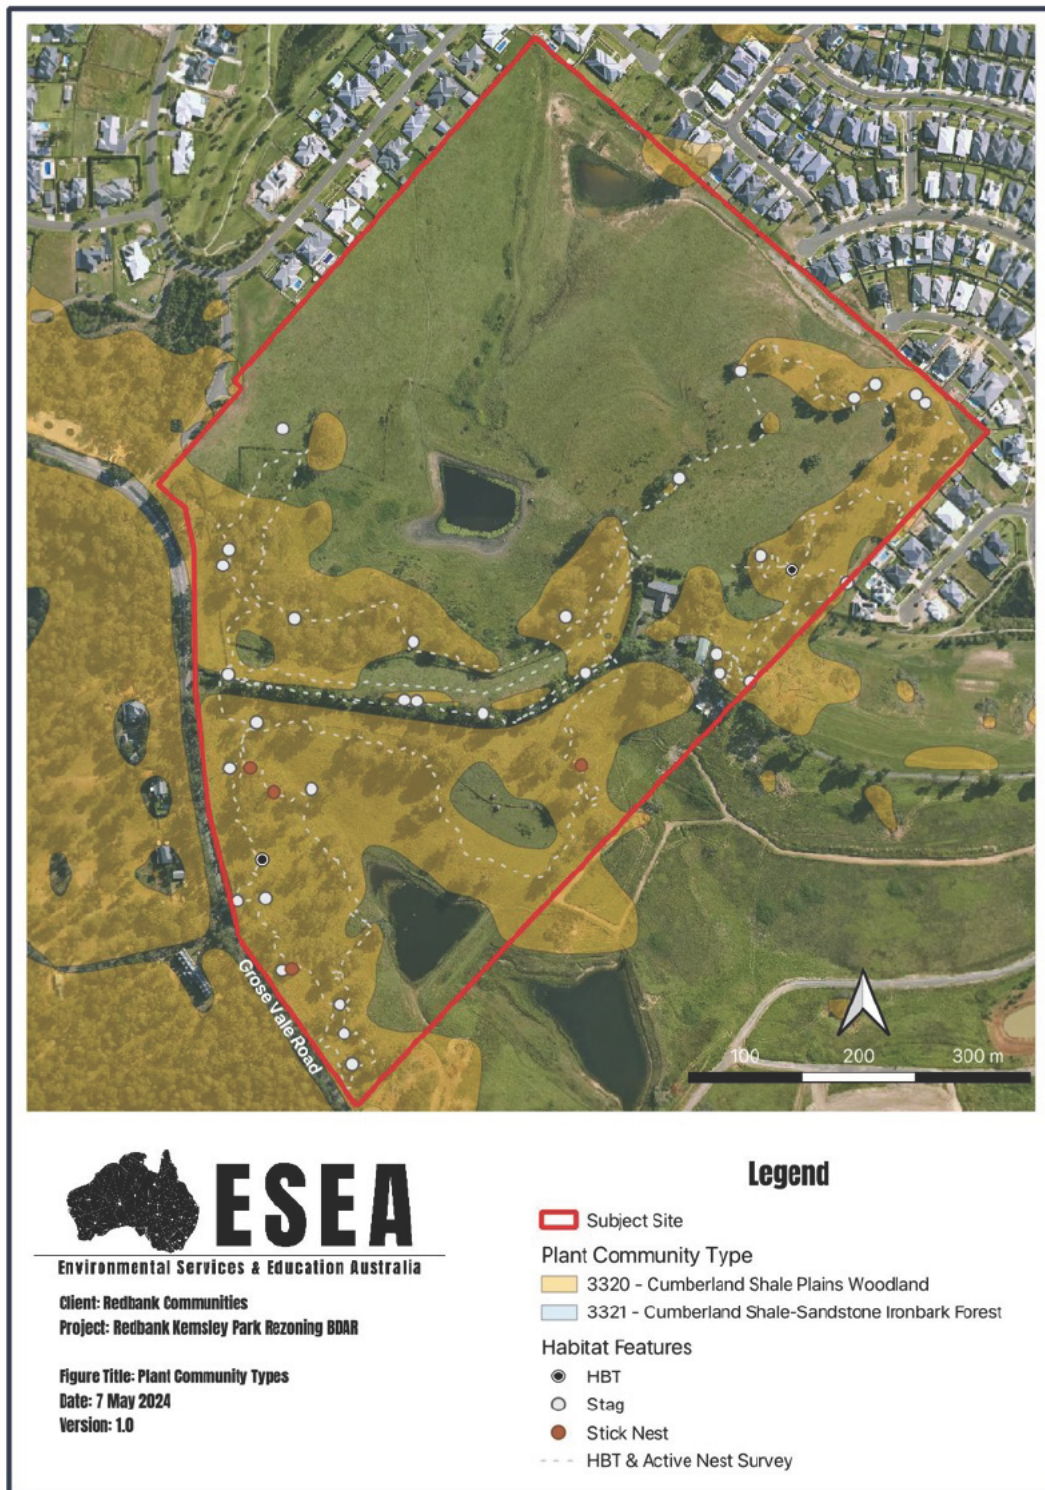 Grose Vale Road
100 200 300 m
ESEA
Environmental Services & Education Australia
Client: Redbank Communities
Project: Redbank Kemsley Park Rezoning BDAR
Figure Title: Plant Community Types
Date: 7 May 2024
Version: 1.0
Legend
Subject Site
Plant Community Type
3320 - Cumberland Shale Plains Woodland
3321 - Cumberland Shale-Sandstone Ironbark Forest
Habitat Features
HBT
Stag
Stick Nest
HBT & Active Nest Survey